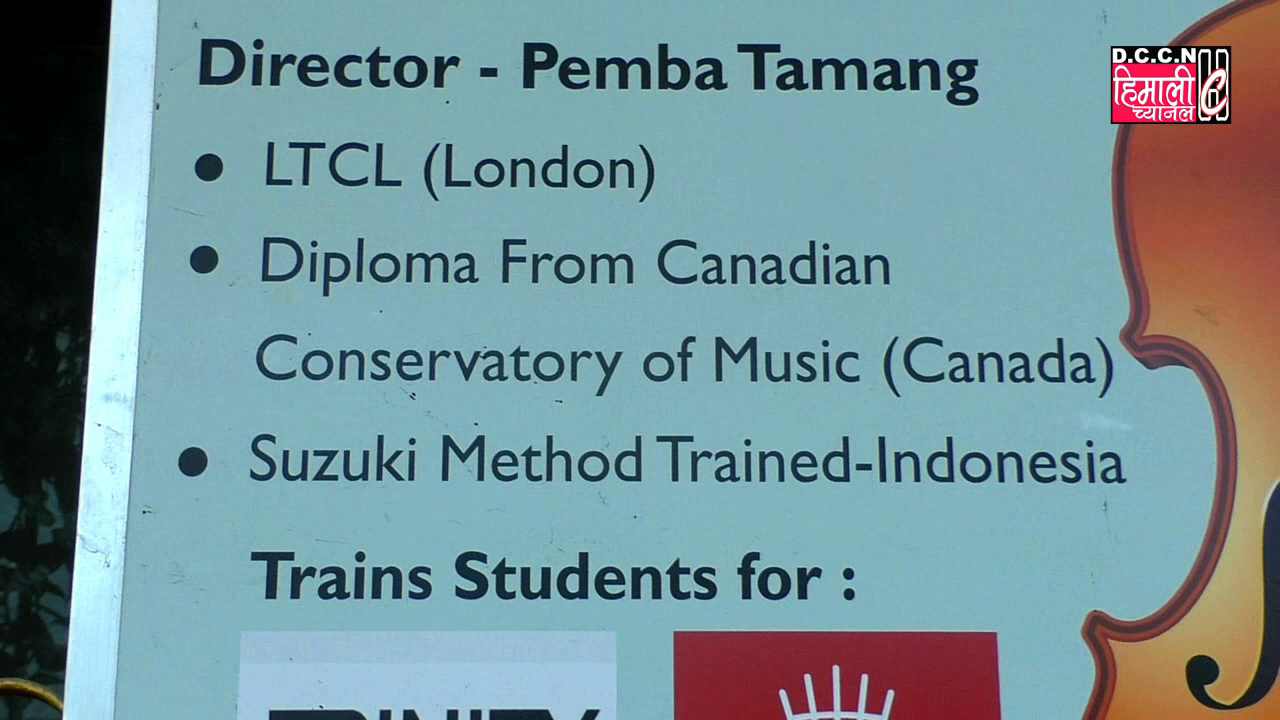 Director - Pemba Tamang
D.C.C.N
हिमाली
च्यानल
● LTCL (London)
● Diploma From Canadian
Conservatory of Music (Canada)
● Suzuki Method Trained-Indonesia
Trains Students for :
TRINITY